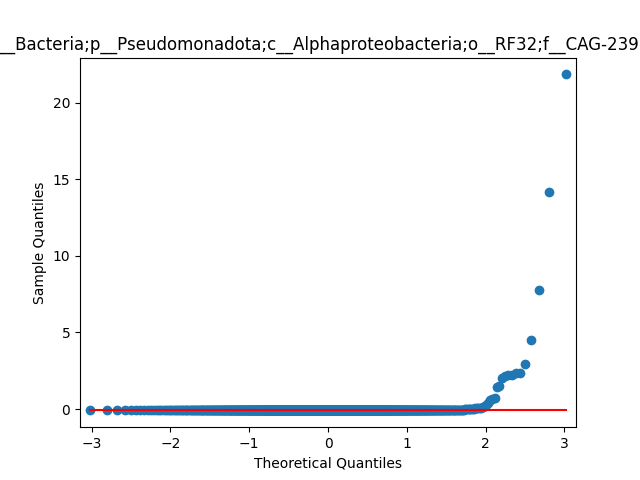 __Bacteria;p__Pseudomonadota;c__Alphaproteobacteria;o__RF32;f__CAG-239
20
15
10
5
0
Sample Quantiles
−3 −2 −1 0 1 2 3
Theoretical Quantiles